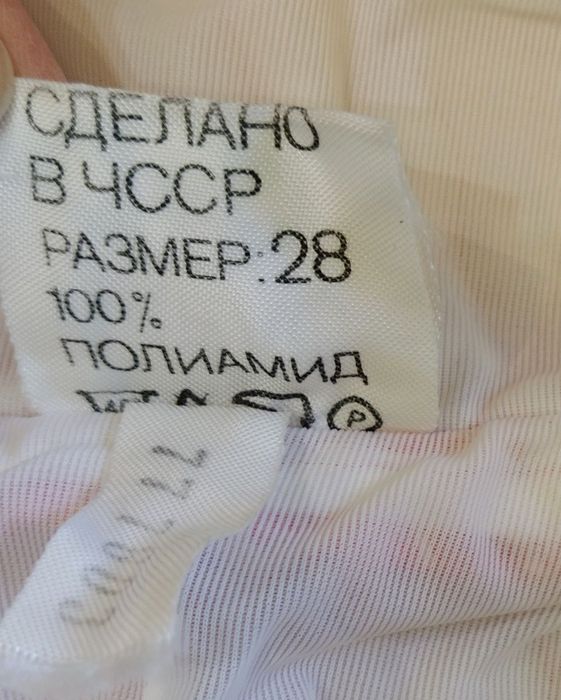 СДЕЛАНО
В ЧССР
РАЗМЕР: 28
100%
ПОЛИАМИД
P